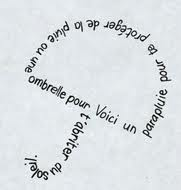 Voici un parapluie pour te protéger de la pluie ou une
ombrelle pour
t'abriter du soleil.